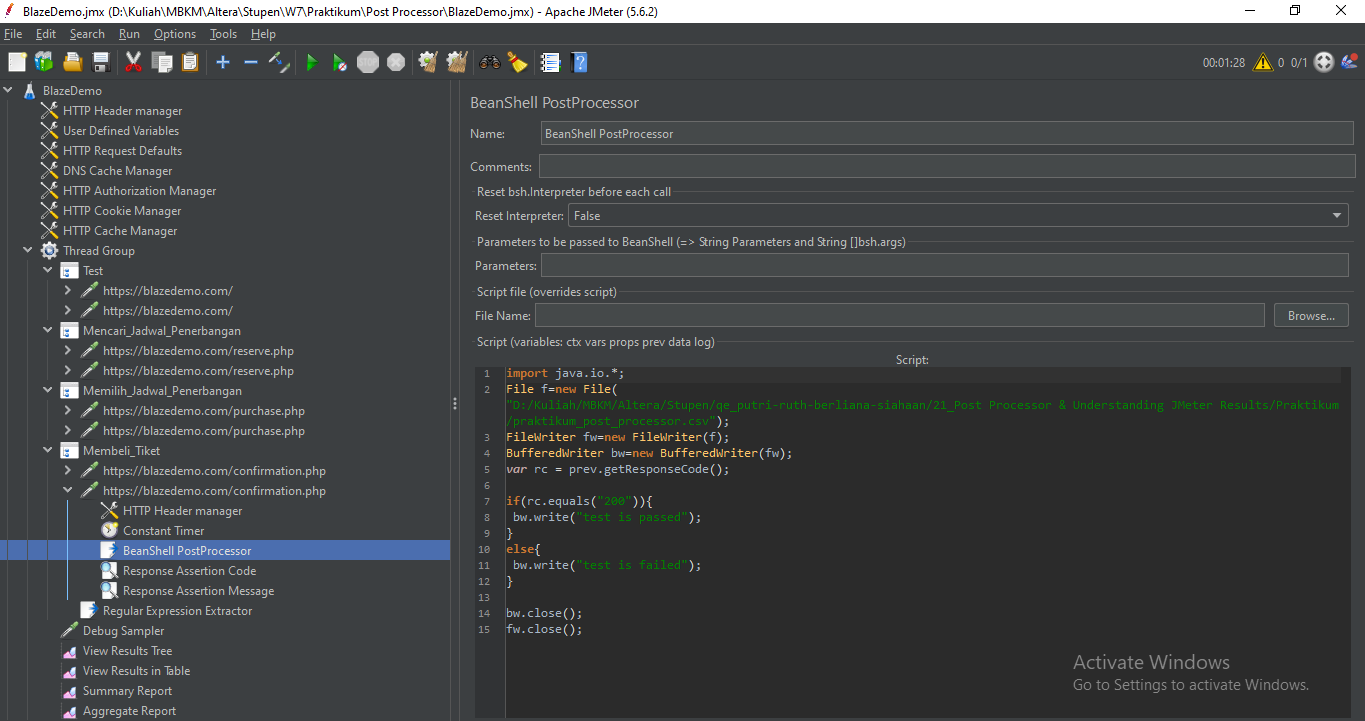 BlazeDemo.jmx (D:\Kuliah\MBKM\Altera\Stupen\W7\Praktikum\Post Processor\BlazeDemo.jmx) - Apache JMeter (5.6.2)
File Edit Search Run Options Tools Help
STOP
00:01:28 0 0/1
BlazeDemo
HTTP Header manager
User Defined Variables
HTTP Request Defaults
DNS Cache Manager
HTTP Authorization Manager
HTTP Cookie Manager
HTTP Cache Manager
Thread Group
Test
https://blazedemo.com/
https://blazedemo.com/
Mencari_Jadwal_Penerbangan
https://blazedemo.com/reserve.php
https://blazedemo.com/reserve.php
Memilih_Jadwal_Penerbangan
https://blazedemo.com/purchase.php
https://blazedemo.com/purchase.php
Membeli_Tiket
https://blazedemo.com/confirmation.php
https://blazedemo.com/confirmation.php
HTTP Header manager
Constant Timer
BeanShell PostProcessor
Response Assertion Code
Response Assertion Message
Regular Expression Extractor
Debug Sampler
View Results Tree
View Results in Table
Summary Report
Aggregate Report
BeanShell PostProcessor
Name: BeanShell PostProcessor
Comments:
Reset bsh.Interpreter before each call
Reset Interpreter: False
Parameters to be passed to BeanShell (=> String Parameters and String []bsh.args)
Parameters:
Script file (overrides script)
File Name: Browse...
Script (variables: ctx vars props prev data log)
Script:
1 import java.io.*;
2 File f=new File(
"D:/Kuliah/MBKM/Altera/Stupen/qe_putri-ruth-berliana-siahaan/21_Post Processor & Understanding JMeter Results/Praktikum
/praktikum_post_processor.csv");
3 FileWriter fw=new FileWriter(f);
4 BufferedWriter bw=new BufferedWriter(fw);
5 var rc = prev.getResponseCode();
6
7 if(rc.equals("200")){
8 bw.write("test is passed");
9 }
10 else{
11 bw.write("test is failed");
12 }
13
14 bw.close();
15 fw.close();
Activate Windows
Go to Settings to activate Windows.